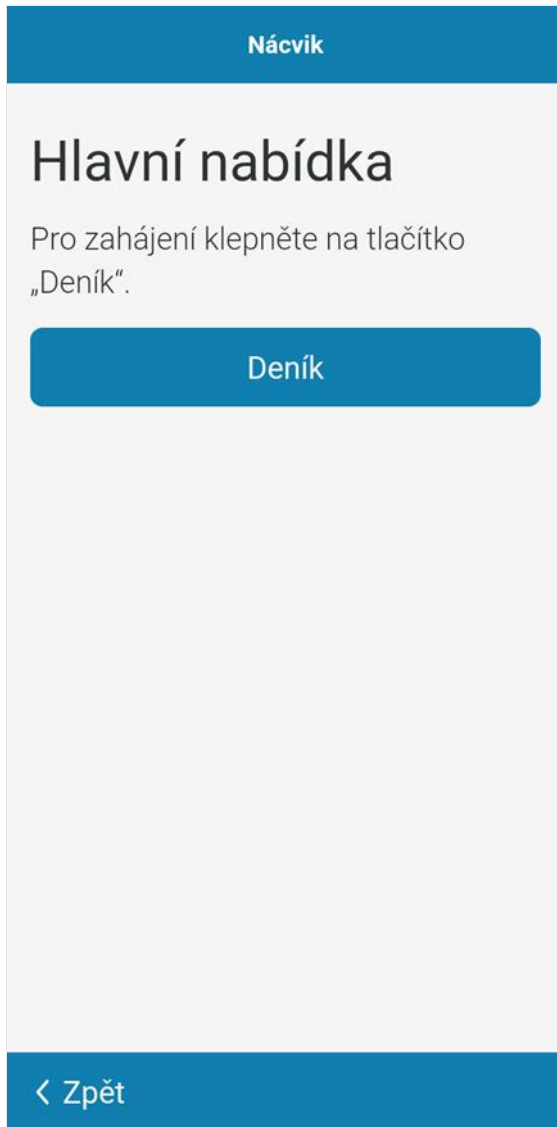 Nácvik
Hlavní nabídka
Pro zahájení klepněte na tlačítko
„Deník“.
Deník
Zpět